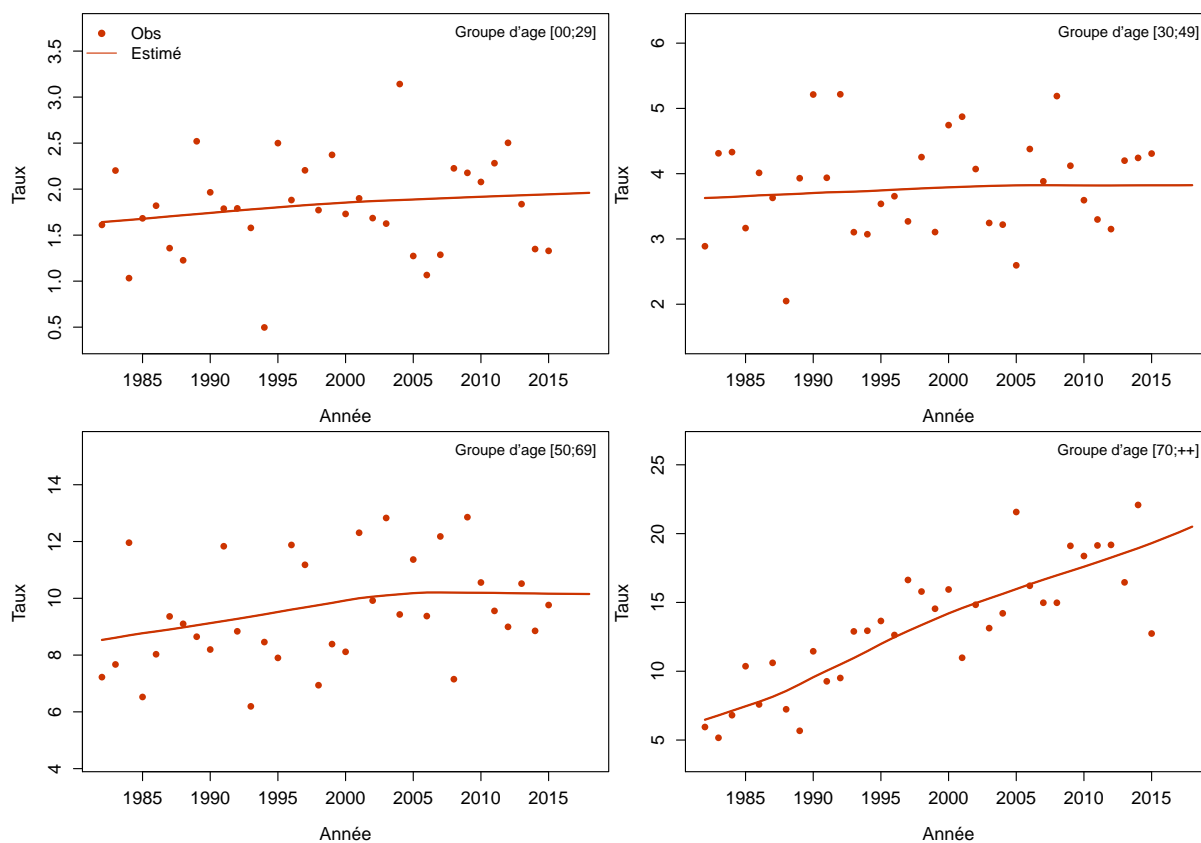 Obs
Estimé
Groupe d'age [00;29]
Taux
3.5
3.0
2.5
2.0
1.5
1.0
0.5
1985 1990 1995 2000 2005 2010 2015
Année
Groupe d'age [30;49]
Taux
6
5
4
3
2
1985 1990 1995 2000 2005 2010 2015
Année
Groupe d'age [50;69]
Taux
14
12
10
8
6
4
1985 1990 1995 2000 2005 2010 2015
Année
Groupe d'age [70;++]
Taux
25
20
15
10
5
1985 1990 1995 2000 2005 2010 2015
Année